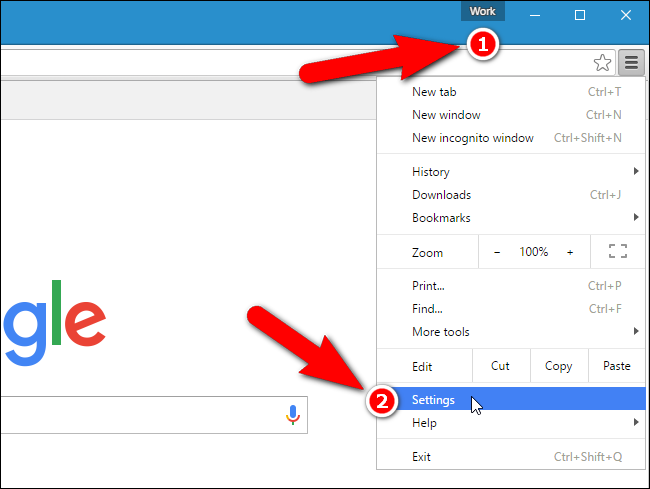 Work
1
New tab Ctrl+T
New window Ctrl+N
New incognito window Ctrl+Shift+N
History
Downloads Ctrl+J
Bookmarks
Zoom − 100% +
Print... Ctrl+P
Find... Ctrl+F
More tools
Edit Cut Copy Paste
2 Settings
Help
Exit Ctrl+Shift+Q
gle